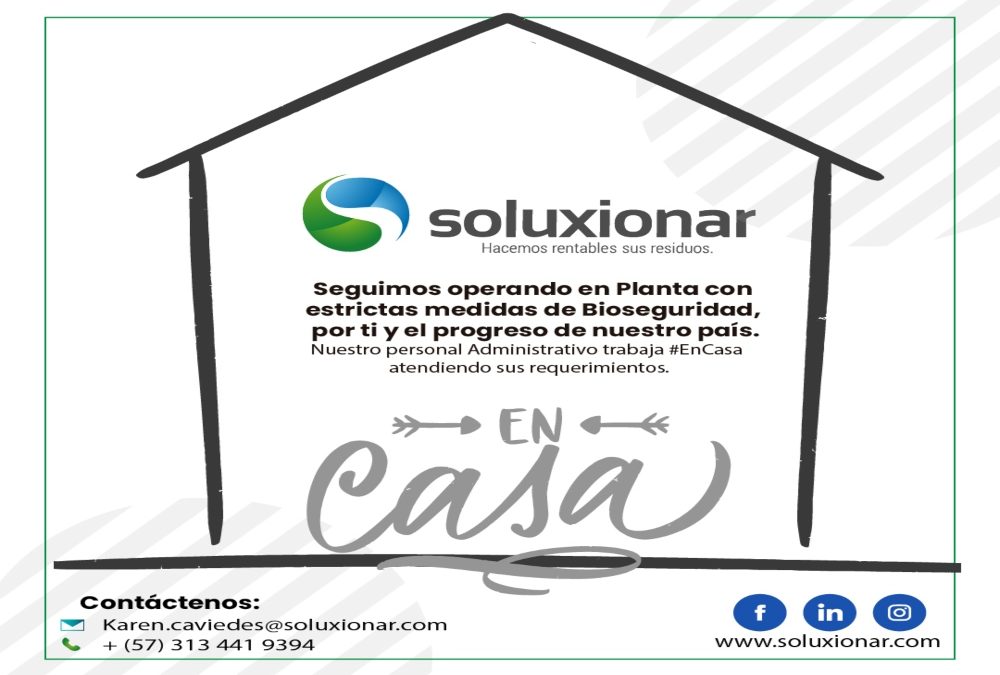 soluxionar
Hacemos rentables sus residuos.
Seguimos operando en Planta con
estrictas medidas de Bioseguridad,
por ti y el progreso de nuestro país.
Nuestro personal Administrativo trabaja #EnCasa
atendiendo sus requerimientos.
EN
Casa
Contáctenos:
Karen.caviedes@soluxionar.com
+ (57) 313 441 9394
f in
www.soluxionar.com